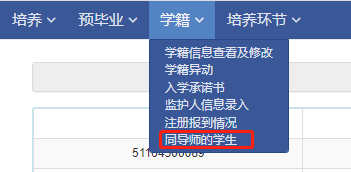 培养 预毕业 学籍 培养环节
学籍信息查看及修改
学籍异动
入学承诺书
监护人信息录入
注册报到情况
同导师的学生